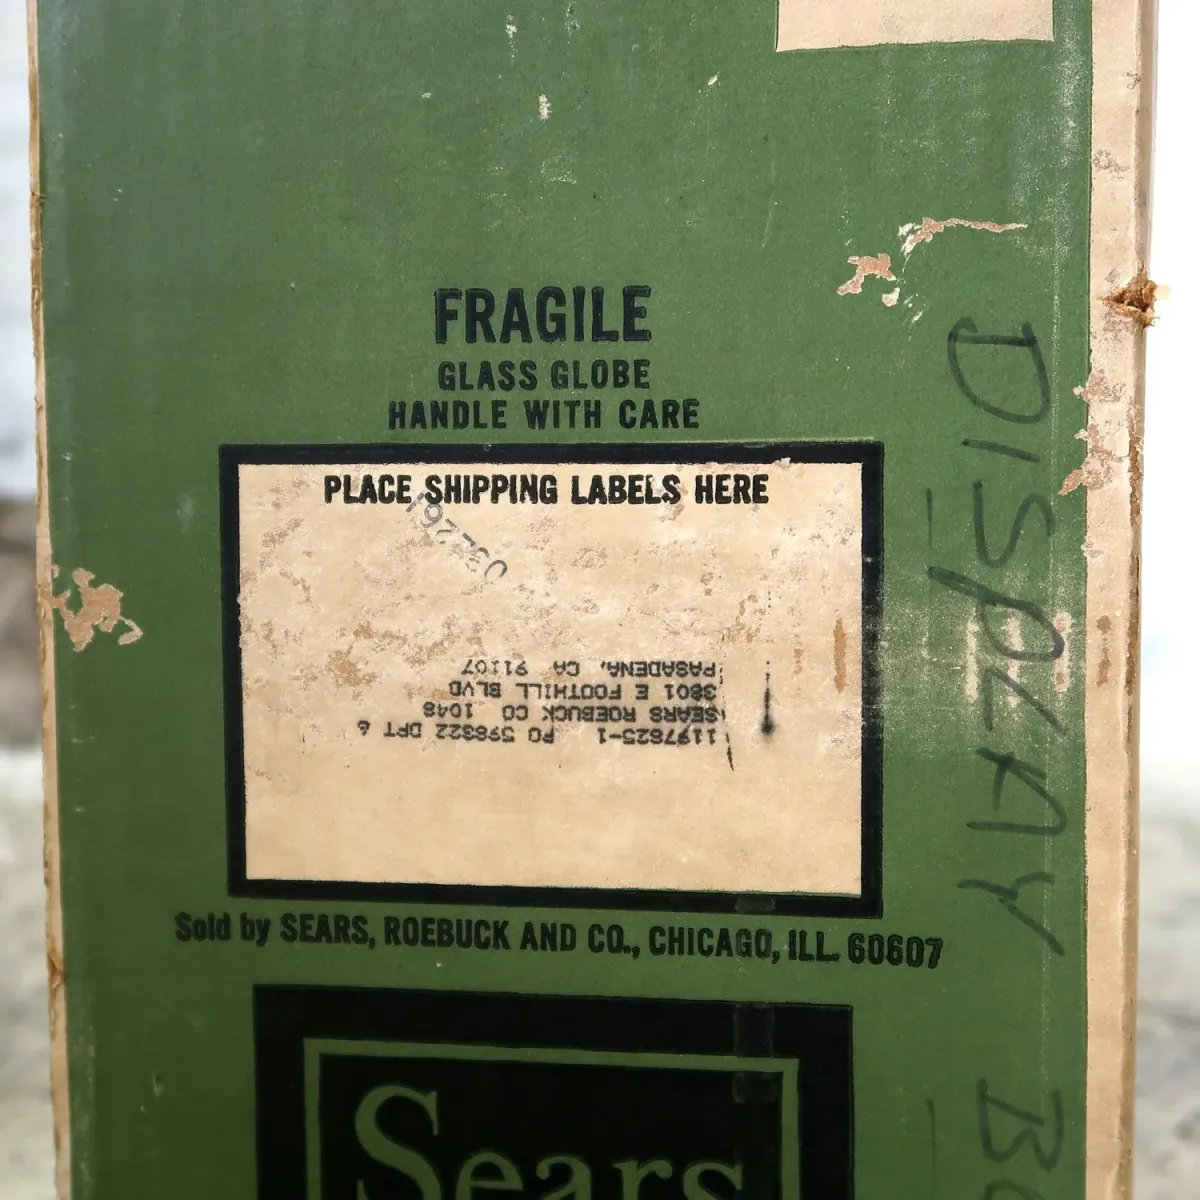 FRAGILE
GLASS GLOBE
HANDLE WITH CARE
PLACE SHIPPING LABELS HERE
1197825-1 PO 598322 DPT 6
SEARS ROEBUCK CO 1048
3801 E FOOTHILL BLVD
PASADENA, CA 91107
Sold by SEARS, ROEBUCK AND CO., CHICAGO, ILL. 60607
Sears
DISPLAY